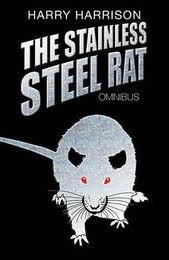 HARRY HARRISON
THE STAINLESS
STEEL RAT
OMNIBUS